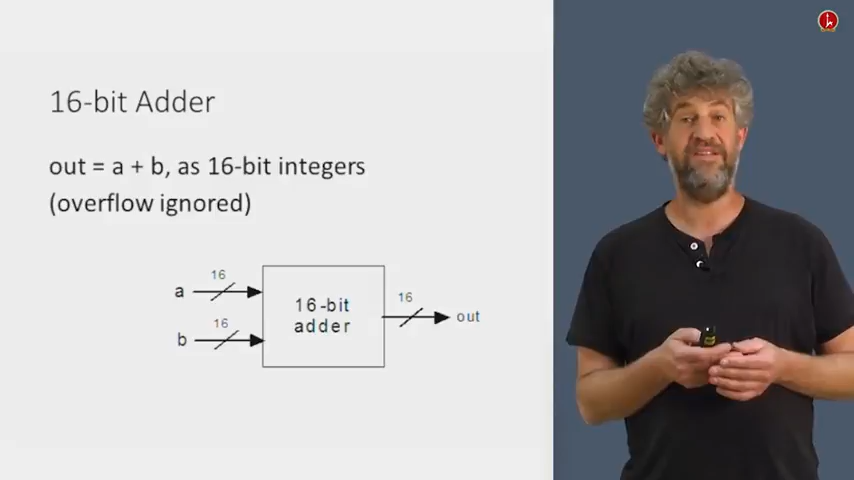 16-bit Adder
out = a + b, as 16-bit integers
(overflow ignored)
16
a
16
b
16-bit
adder
16
out